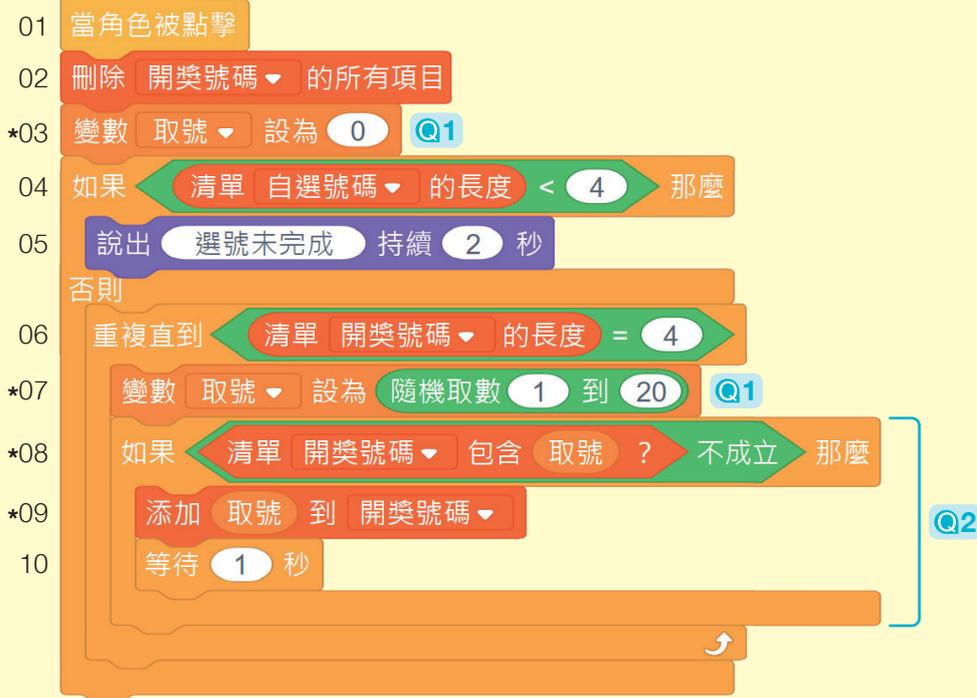 01 當角色被點擊
02 刪除 開獎號碼 的所有項目
*03 變數 取號 設為 0 Q1
04 如果 清單 自選號碼 的長度 < 4 那麼
05 說出 選號未完成 持續 2 秒
否則
06 重複直到 清單 開獎號碼 的長度 = 4
*07 變數 取號 設為 隨機取數 1 到 20 Q1
*08 如果 清單 開獎號碼 包含 取號 ? 不成立 那麼
*09 添加 取號 到 開獎號碼
Q2
10 等待 1 秒